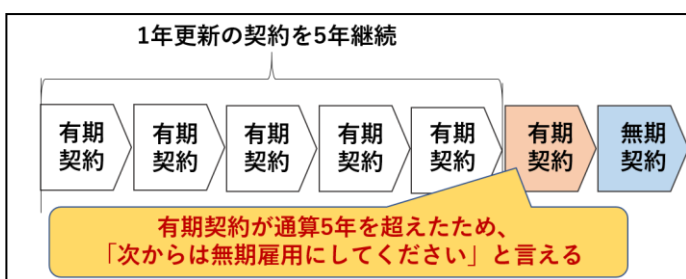 1年更新の契約を5年継続
有期
契約
有期
契約
有期
契約
有期
契約
有期
契約
有期
契約
無期
契約
有期契約が通算5年を超えたため、
「次からは無期雇用にしてください」と言える